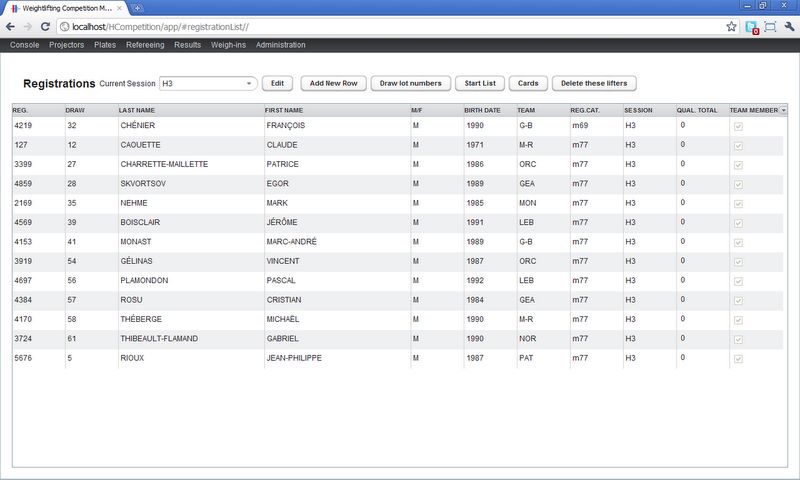 Weightlifting Competition M...
localhost/HCompetition/app/#registrationList//
6
Console Projectors Plates Refereeing Results Weigh-ins Administration
Registrations Current Session H3 Edit Add New Row Draw lot numbers Start List Cards Delete these lifters
REG. DRAW LAST NAME FIRST NAME M/F BIRTH DATE TEAM REG.CAT. SESSION QUAL. TOTAL TEAM MEMBER
4219 32 CHÉNIER FRANÇOIS M 1990 G-B m69 H3 0
127 12 CAOUETTE CLAUDE M 1971 M-R m77 H3 0
3399 27 CHARRETTE-MAILLETTE PATRICE M 1986 ORC m77 H3 0
4859 28 SKVORTSOV EGOR M 1989 GEA m77 H3 0
2169 35 NEHME MARK M 1985 MON m77 H3 0
4569 39 BOISCLAIR JÉRÔME M 1991 LEB m77 H3 0
4153 41 MONAST MARC-ANDRÉ M 1989 G-B m77 H3 0
3919 54 GÉLINAS VINCENT M 1987 ORC m77 H3 0
4697 56 PLAMONDON PASCAL M 1992 LEB m77 H3 0
4384 57 ROSU CRISTIAN M 1984 GEA m77 H3 0
4170 58 THÉBERGE MICHAËL M 1990 M-R m77 H3 0
3724 61 THIBEAULT-FLAMAND GABRIEL M 1990 NOR m77 H3 0
5676 5 RIOUX JEAN-PHILIPPE M 1987 PAT m77 H3 0